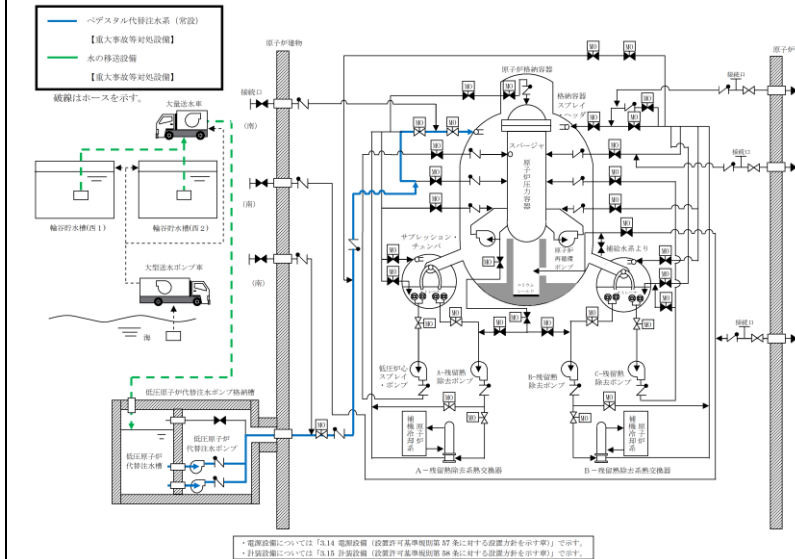 ペデスタル代替注水系（常設）
【重大事故等対処設備】
水の移送設備
【重大事故等対処設備】
破線はホースを示す。
大量送水車
輪谷貯水槽(西1)
輪谷貯水槽(西2)
大型送水ポンプ車
海
低圧原子炉代替注水ポンプ格納槽
低圧原子炉
代替注水槽
低圧原子炉
代替注水ポンプ
原子炉建物
接続口
(南)
(南)
(南)
原子炉格納容器
格納容器
スプレイ
ヘッダ
スパージャ
原子炉圧力容器
サプレッション・
チェンバ
原子炉
再循環
ポンプ
補給水系より
コリウム
シールド
低圧炉心
スプレイ
・ポンプ
A-残留熱
除去ポンプ
B-残留熱
除去ポンプ
C-残留熱
除去ポンプ
原子炉
補機冷却系
原子炉
補機冷却系
A－残留熱除去系熱交換器
B－残留熱除去系熱交換器
MO
原子炉
接続口
接続口
接続口
・電源設備については「3.14 電源設備（設置許可基準規則第57条に対する設置方針を示す章）」で示す。
・計装設備については「3.15 計装設備（設置許可基準規則第58条に対する設置方針を示す章）」で示す。